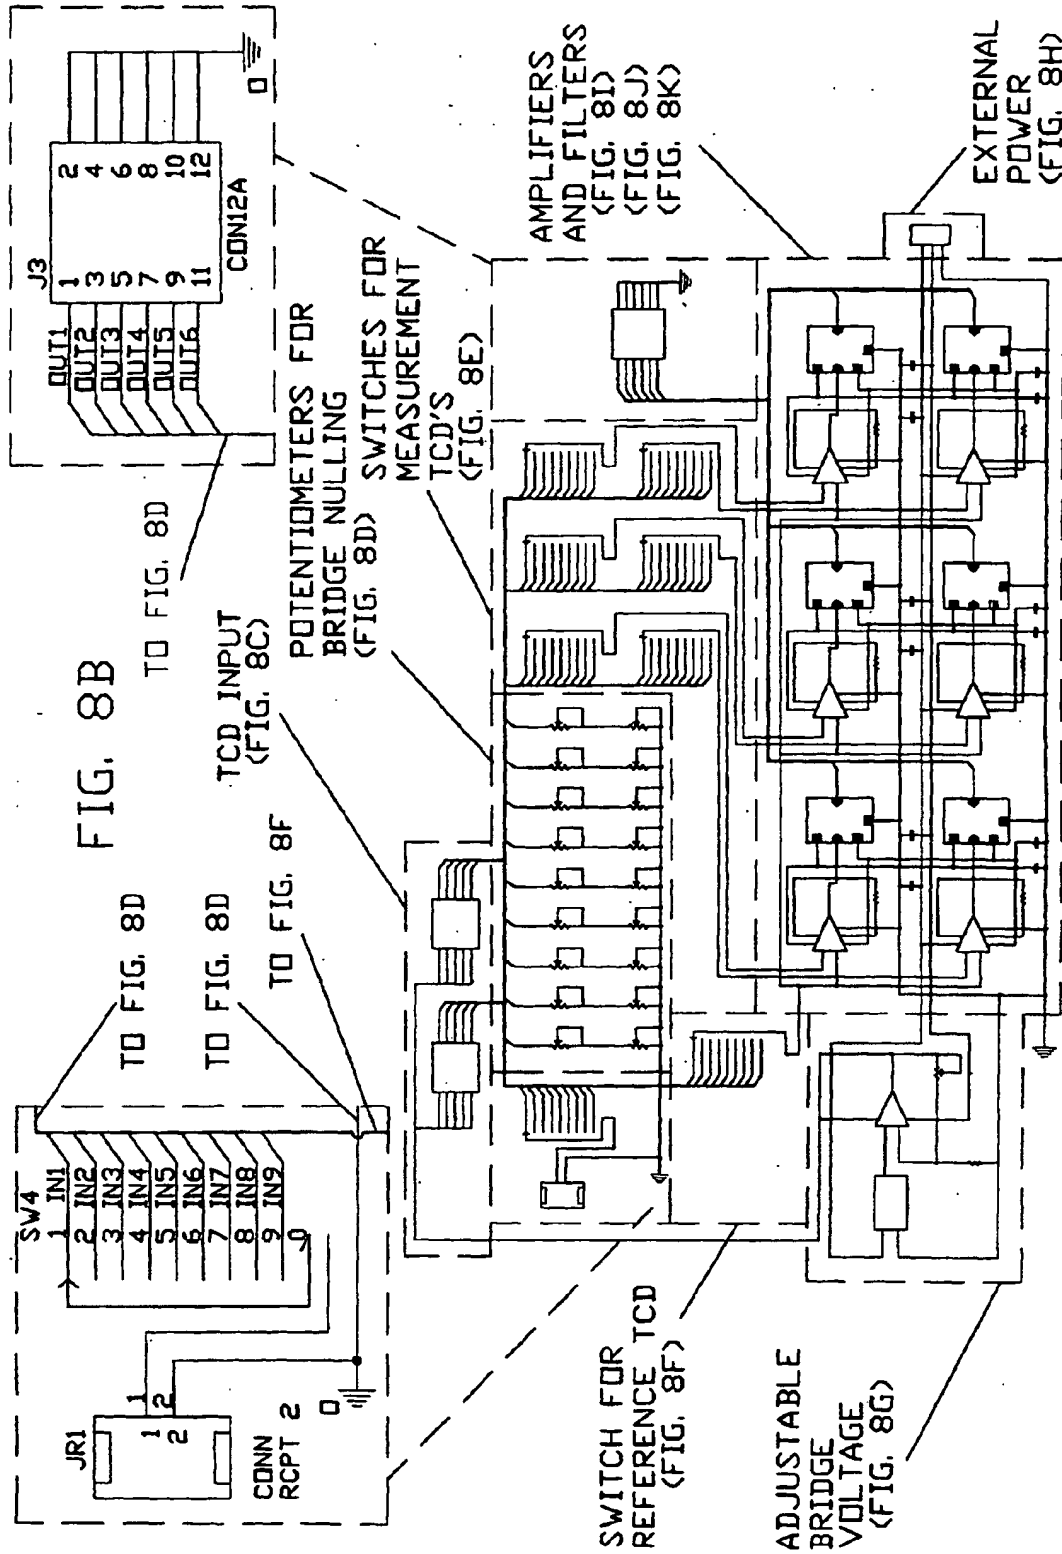 FIG. 8B
SW4
1 IN1
2 IN2
3 IN3
4 IN4
5 IN5
6 IN6
7 IN7
8 IN8
9 IN9
0
JR1
1 1
2 2
CONN
RCPT 2
0
TO FIG. 8D
TO FIG. 8D
TO FIG. 8F
TO FIG. 8D
J3
OUT1 1 2
OUT2 3 4
OUT3 5 6
OUT4 7 8
OUT5 9 10
OUT6 11 12
CON12A
0
TCD INPUT
(FIG. 8C)
POTENTIOMETERS FOR
BRIDGE NULLING
(FIG. 8D)
SWITCHES FOR
MEASUREMENT
TCD'S
(FIG. 8E)
AMPLIFIERS
AND FILTERS
(FIG. 8I)
(FIG. 8J)
(FIG. 8K)
EXTERNAL
POWER
(FIG. 8H)
SWITCH FOR
REFERENCE TCD
(FIG. 8F)
ADJUSTABLE
BRIDGE
VOLTAGE
(FIG. 8G)